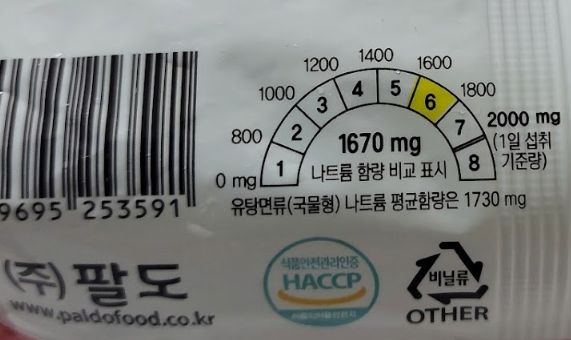 1400
1600
1200
1800
1000
2000 mg
800
(1일 섭취
기준량)
0 mg
1 2 3 4 5 6 7 8
1670 mg
나트륨 함량 비교 표시
유탕면류(국물형) 나트륨 평균함량은 1730 mg
9695 253591
(주) 팔도
www.paldofood.co.kr
식품안전관리인증
HACCP
비닐류
OTHER